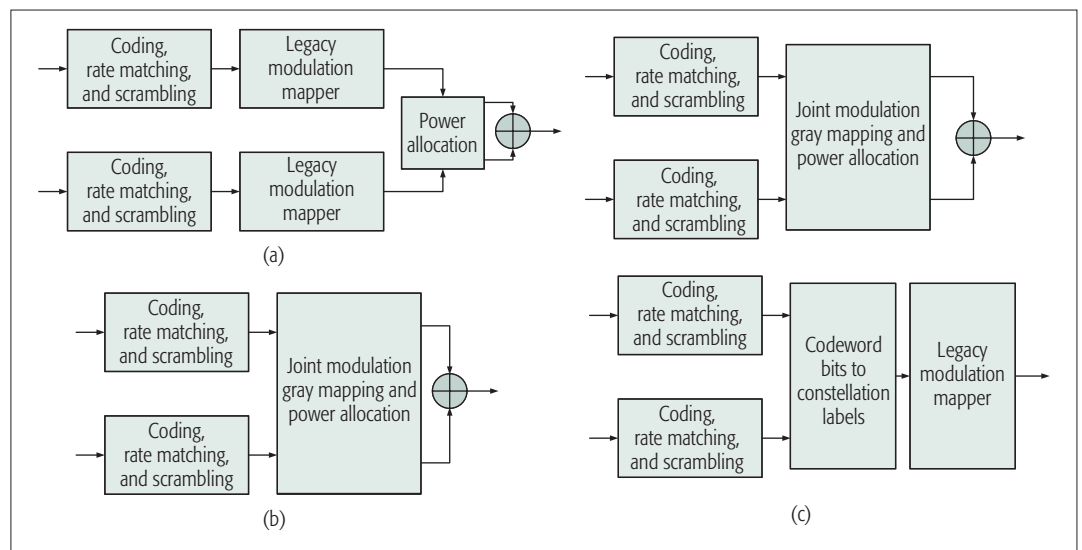 Coding,
rate matching,
and scrambling
Legacy
modulation
mapper
Power
allocation
Coding,
rate matching,
and scrambling
Legacy
modulation
mapper
(a)
Coding,
rate matching,
and scrambling
Joint modulation
gray mapping and
power allocation
Coding,
rate matching,
and scrambling
(b)
Coding,
rate matching,
and scrambling
Joint modulation
gray mapping and
power allocation
Coding,
rate matching,
and scrambling
Coding,
rate matching,
and scrambling
Codeword
bits to
constellation
labels
Legacy
modulation
mapper
Coding,
rate matching,
and scrambling
(c)